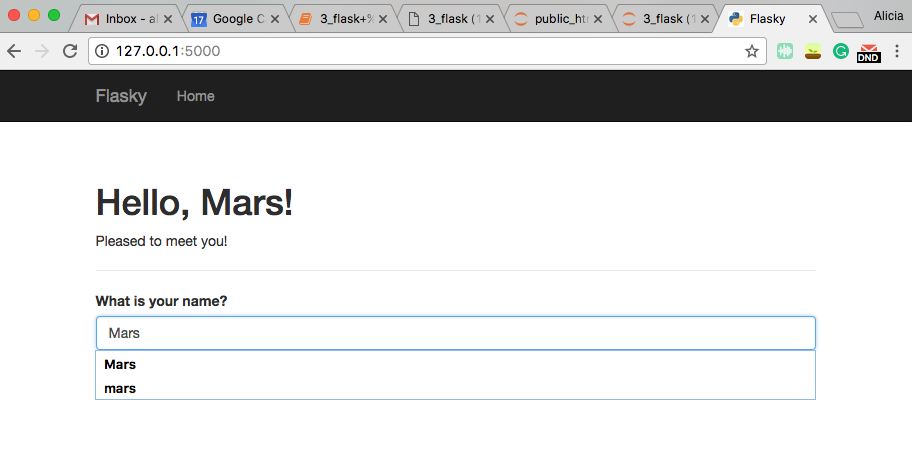 Inbox - al
17 Google C
3_flask+%
3_flask (1
public_htm
3_flask (1
Flasky
Alicia
127.0.0.1:5000
DND
Flasky Home
Hello, Mars!
Pleased to meet you!
What is your name?
Mars
Mars
mars